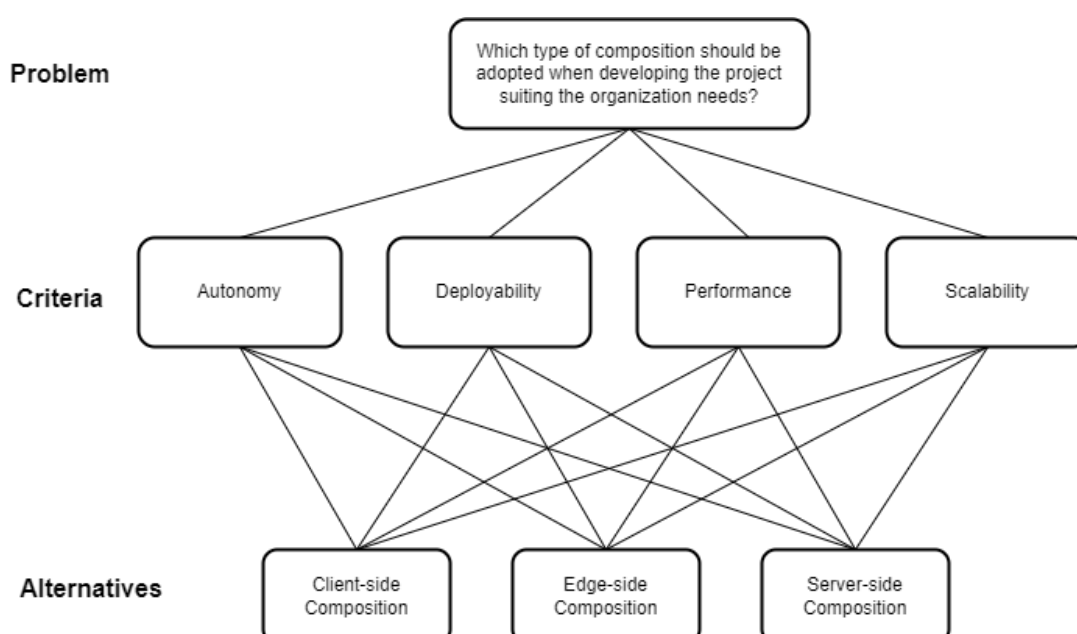 Problem
Which type of composition should be
adopted when developing the project
suiting the organization needs?
Criteria
Autonomy
Deployability
Performance
Scalability
Alternatives
Client-side
Composition
Edge-side
Composition
Server-side
Composition